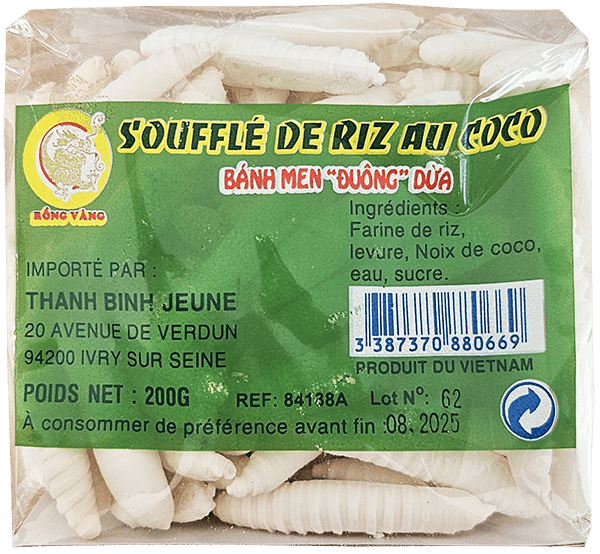 SOUFFLÉ DE RIZ AU COCO
BÁNH MEN "ĐUÔNG" DỪA
RỒNG VÀNG
Ingrédients :
Farine de riz,
levure, Noix de coco,
eau, sucre.
IMPORTÉ PAR :
THANH BINH JEUNE
20 AVENUE DE VERDUN
94200 IVRY SUR SEINE
3 387370 880669
PRODUIT DU VIETNAM
POIDS NET : 200G
REF: 84138A Lot Nº: 62
À consommer de préférence avant fin :08. 2025